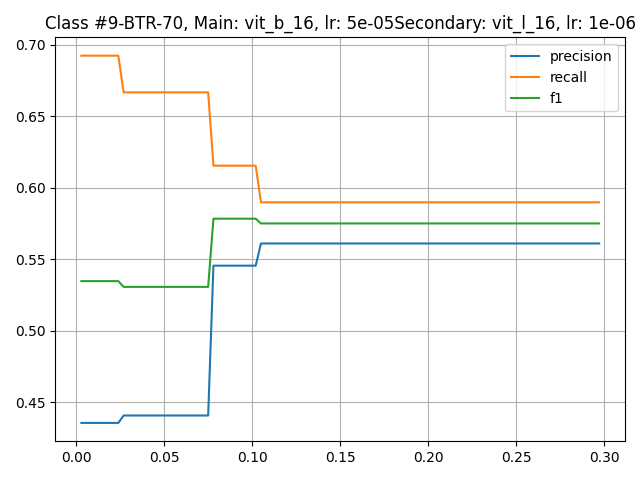 Class #9-BTR-70, Main: vit_b_16, lr: 5e-05Secondary: vit_l_16, lr: 1e-06
precision
recall
f1
0.70
0.65
0.60
0.55
0.50
0.45
0.00 0.05 0.10 0.15 0.20 0.25 0.30